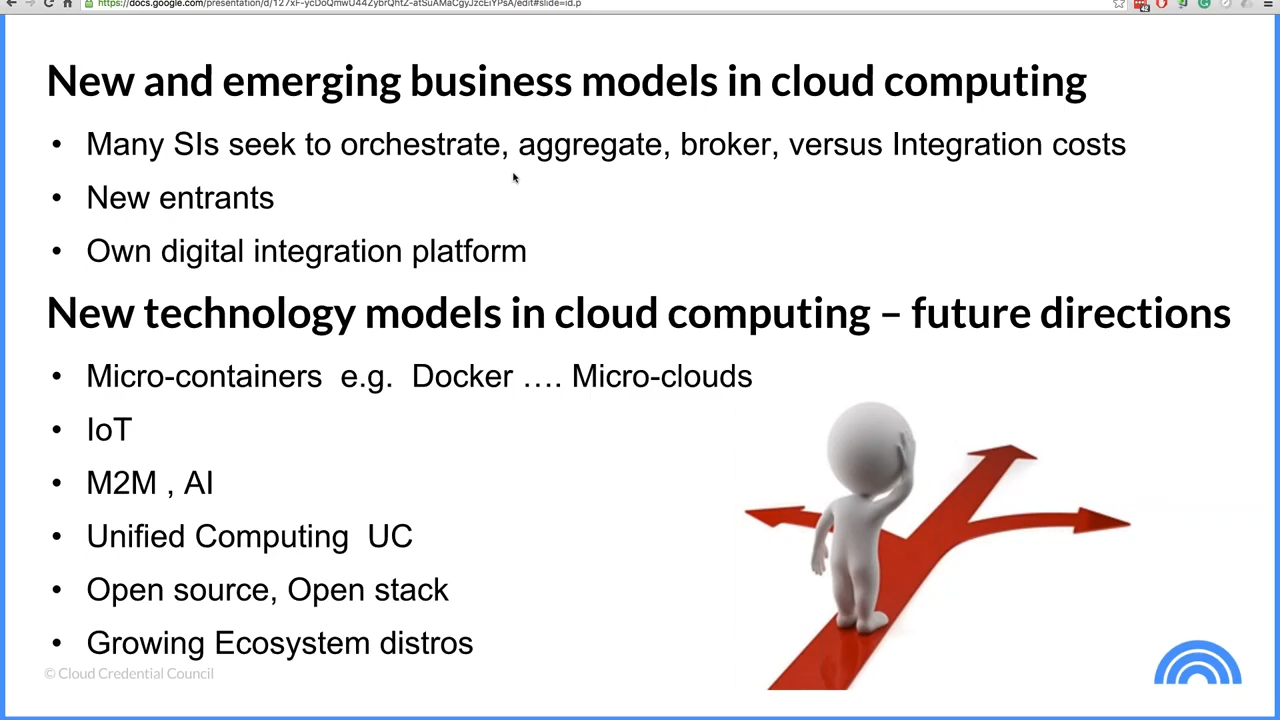 New and emerging business models in cloud computing
• Many SIs seek to orchestrate, aggregate, broker, versus Integration costs
• New entrants
• Own digital integration platform
New technology models in cloud computing – future directions
• Micro-containers e.g. Docker …. Micro-clouds
• IoT
• M2M , AI
• Unified Computing UC
• Open source, Open stack
• Growing Ecosystem distros
© Cloud Credential Council